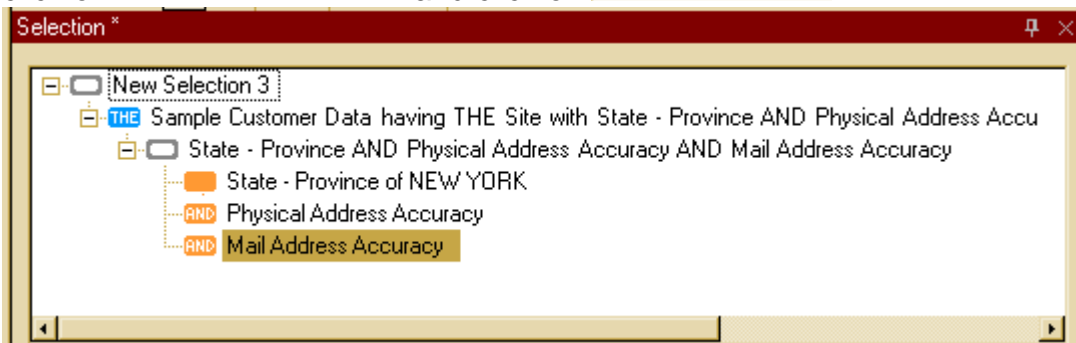 Selection *
New Selection 3
THE Sample Customer Data having THE Site with State - Province AND Physical Address Accu
State - Province AND Physical Address Accuracy AND Mail Address Accuracy
State - Province of NEW YORK
AND Physical Address Accuracy
AND Mail Address Accuracy